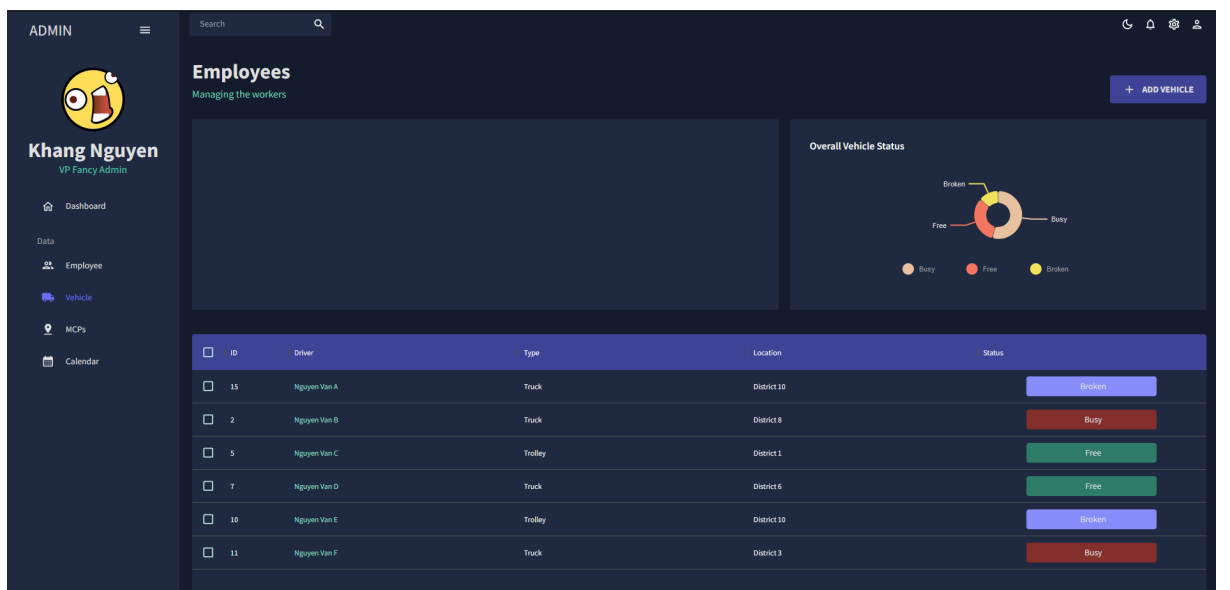 ADMIN
Search
Khang Nguyen
VP Fancy Admin
Dashboard
Data
Employee
Vehicle
MCPs
Calendar
Employees
Managing the workers
+ ADD VEHICLE
Overall Vehicle Status
Broken
Busy
Free
Busy Free Broken
ID Driver Type Location Status
15 Nguyen Van A Truck District 10 Broken
2 Nguyen Van B Truck District 8 Busy
5 Nguyen Van C Trolley District 1 Free
7 Nguyen Van D Truck District 6 Free
10 Nguyen Van E Trolley District 10 Broken
11 Nguyen Van F Truck District 3 Busy